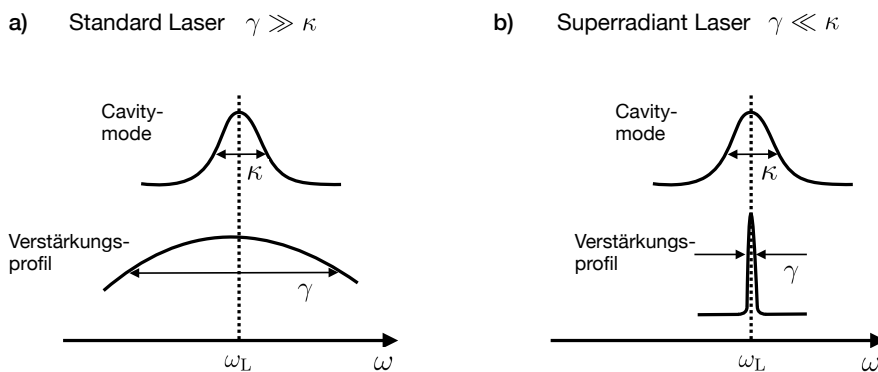 a) Standard Laser γ ≫ κ
Cavity-
mode
κ
Verstärkungs-
profil
γ
ω_L
ω
b) Superradiant Laser γ ≪ κ
Cavity-
mode
κ
Verstärkungs-
profil
γ
ω_L
ω